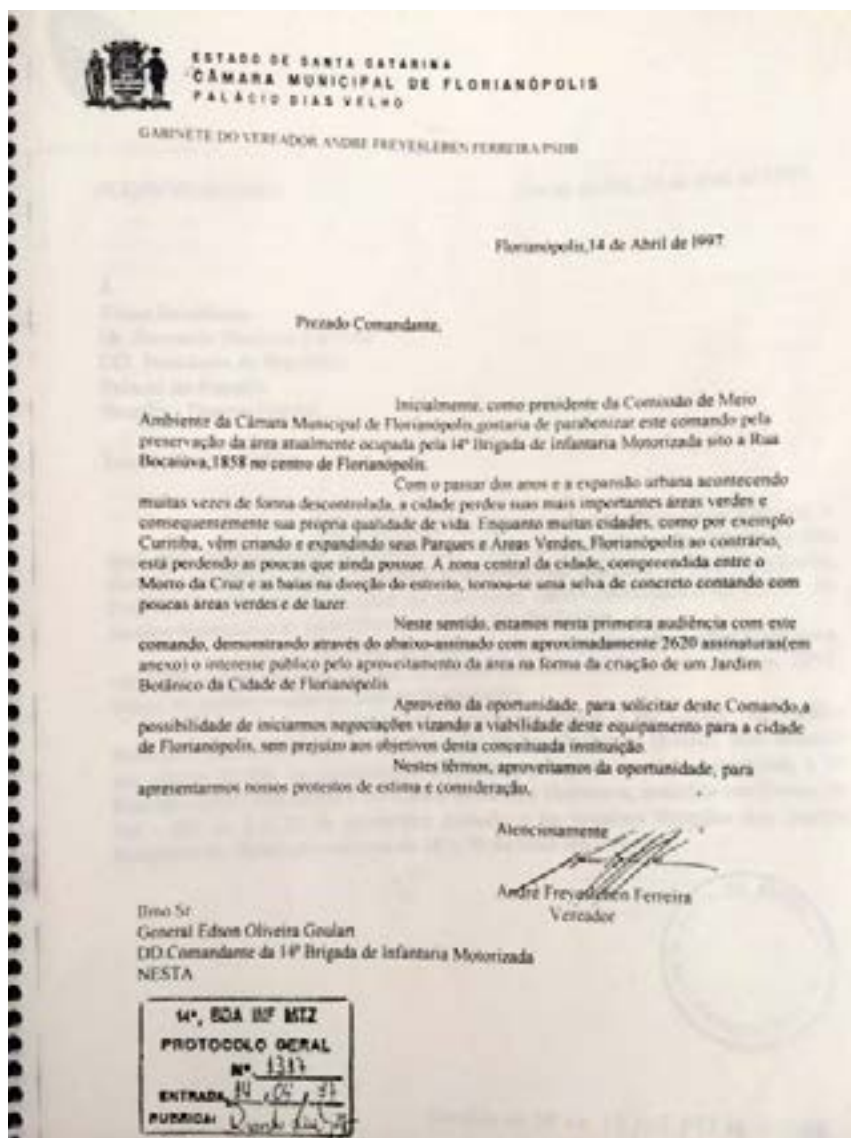 ESTADO DE SANTA CATARINA
CÂMARA MUNICIPAL DE FLORIANÓPOLIS
PALÁCIO DIAS VELHO
GABINETE DO VEREADOR ANDRE FREYESLEBEN FERREIRA PSDB
Florianópolis,14 de Abril de 1997
Prezado Comandante,
Inicialmente, como presidente da Comissão de Meio
Ambiente da Câmara Municipal de Florianópolis,gostaria de parabenizar este comando pela
preservação da área atualmente ocupada pela 14ª Brigada de Infantaria Motorizada sito a Rua
Bocaiúva,1858 no centro de Florianópolis.
Com o passar dos anos e a expansão urbana acontecendo
muitas vezes de forma descontrolada, a cidade perdeu suas mais importantes áreas verdes e
consequentemente sua própria qualidade de vida. Enquanto muitas cidades, como por exemplo
Curitiba, vêm criando e expandindo seus Parques e Areas Verdes, Florianópolis ao contrário,
está perdendo as poucas que ainda possue. A zona central da cidade, compreendida entre o
Morro da Cruz e as baias na direção do estreito, tornou-se uma selva de concreto contando com
poucas áreas verdes e de lazer.
Neste sentido, estamos nesta primeira audiência com este
comando, demonstrando através do abaixo-assinado com aproximadamente 2620 assinaturas(em
anexo) o interesse público pelo aproveitamento da área na forma da criação de um Jardim
Botânico da Cidade de Florianópolis
Aproveito da oportunidade, para solicitar deste Comando,a
possibilidade de iniciarmos negociações vizando a viabilidade deste equipamento para a cidade
de Florianópolis, sem prejuízo aos objetivos desta conceituada instituição.
Nestes têrmos, aproveitamos da oportunidade, para
apresentarmos nossos protestos de estima e consideração,
Atenciosamente
André Freyesleben Ferreira
Vereador
Ilmo Sr
General Edson Oliveira Goulart
DD.Comandante da 14ª Brigada de Infantaria Motorizada
NESTA
14ª, BDA INF MTZ
PROTOCOLO GERAL
Nº. 1317
ENTRADA 14, 04, 97
RUBRICA: